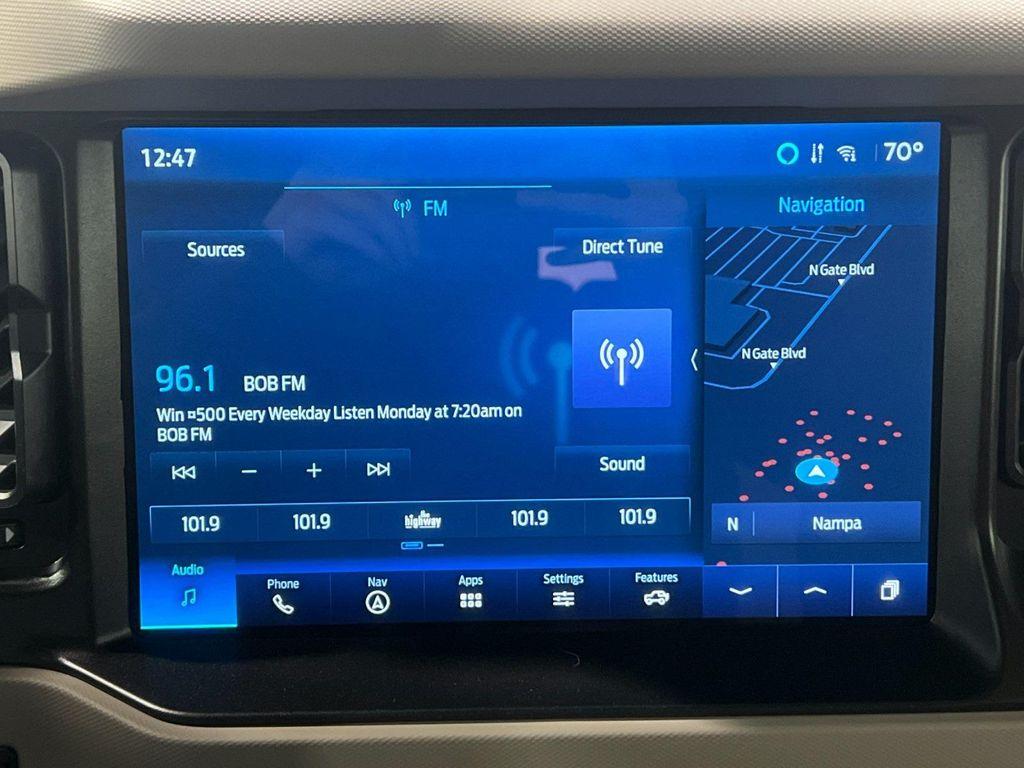 12:47
70°
FM
Navigation
Sources
Direct Tune
N Gate Blvd
N Gate Blvd
96.1 BOB FM
Win ¤500 Every Weekday Listen Monday at 7:20am on
BOB FM
Sound
101.9
101.9
the
highway
101.9
101.9
N
Nampa
Audio
Phone
Nav
Apps
Settings
Features